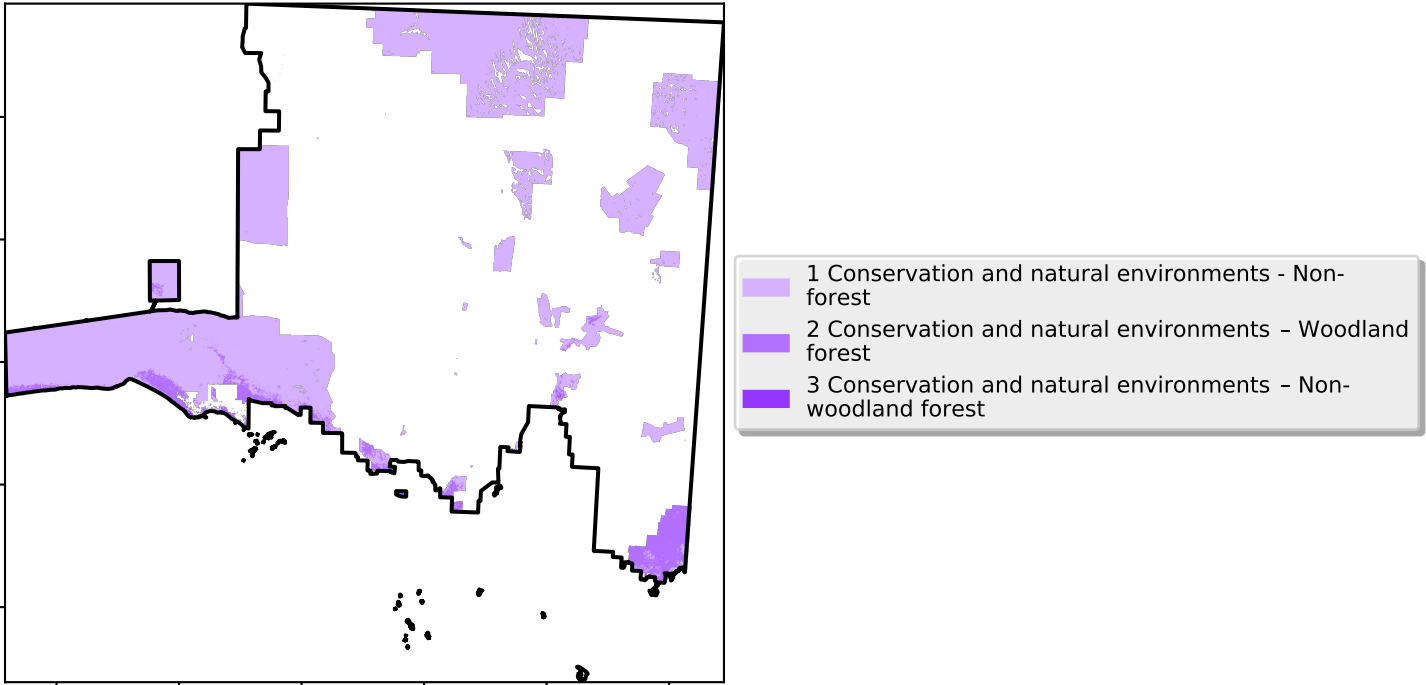 1 Conservation and natural environments - Non-
forest
2 Conservation and natural environments – Woodland
forest
3 Conservation and natural environments – Non-
woodland forest